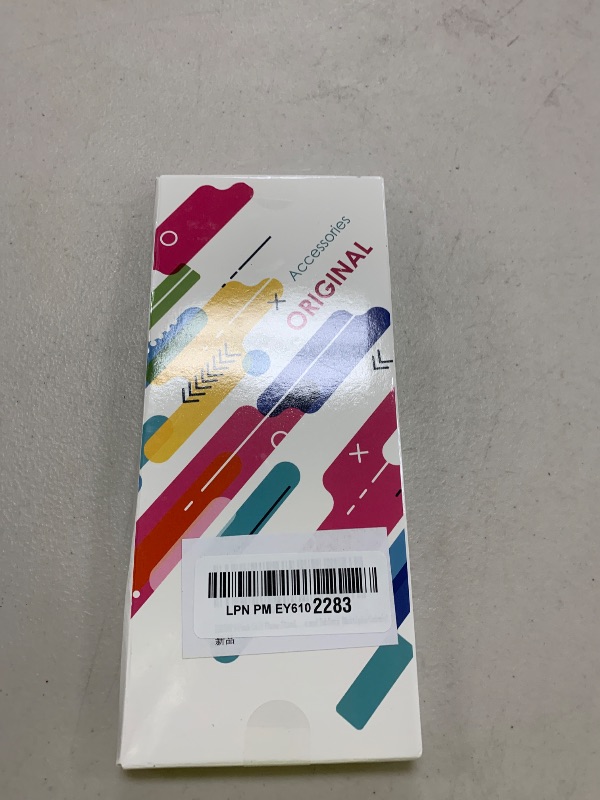 Accessories
ORIGINAL
LPN PM EY610 2283
新品